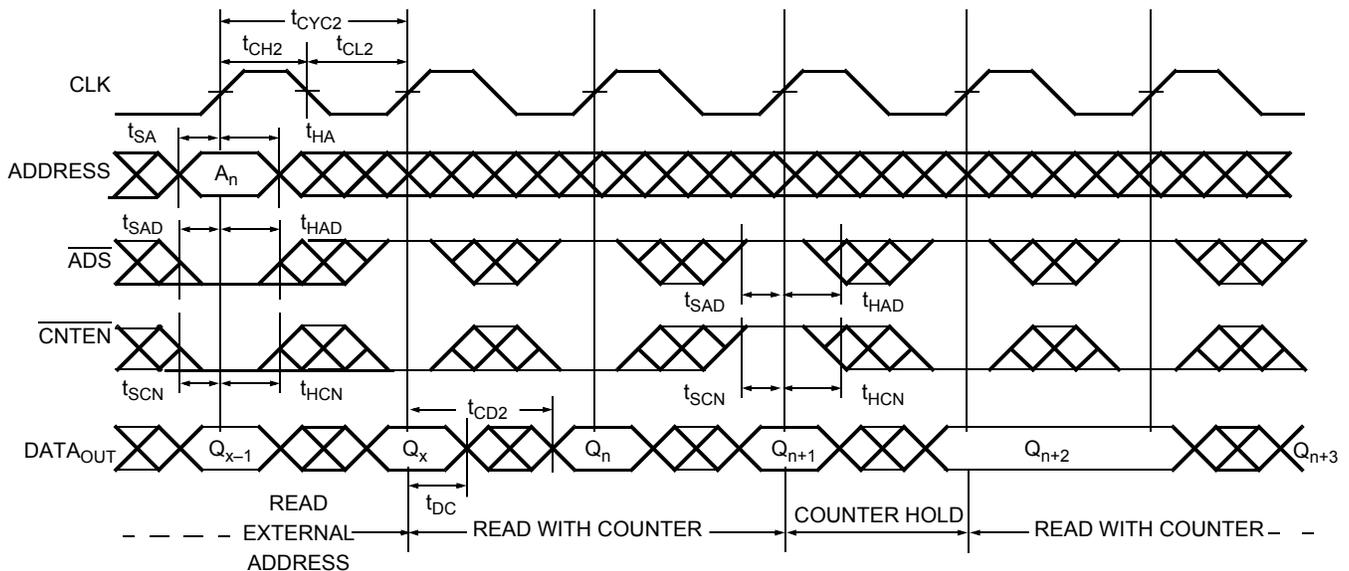 tCYC2
tCH2 tCL2
CLK
tSA tHA
ADDRESS An
tSAD tHAD
ADS
tSAD tHAD
CNTEN
tSCN tHCN tSCN tHCN
tCD2
DATAOUT Qx–1 Qx Qn Qn+1 Qn+2 Qn+3
tDC
READ
EXTERNAL
ADDRESS
READ WITH COUNTER
COUNTER HOLD
READ WITH COUNTER